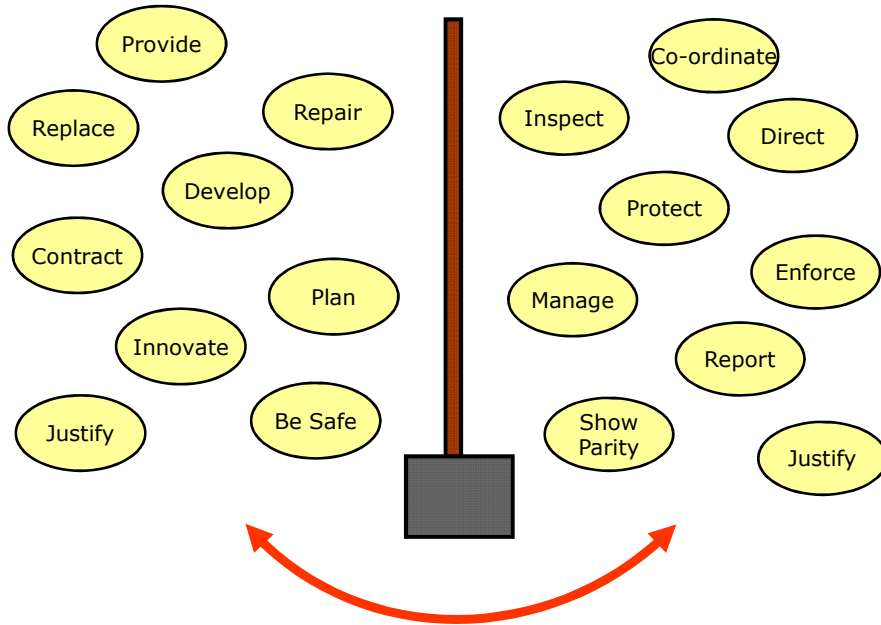 Provide
Replace
Repair
Develop
Contract
Plan
Innovate
Justify
Be Safe
Co-ordinate
Inspect
Direct
Protect
Enforce
Manage
Report
Show
Parity
Justify